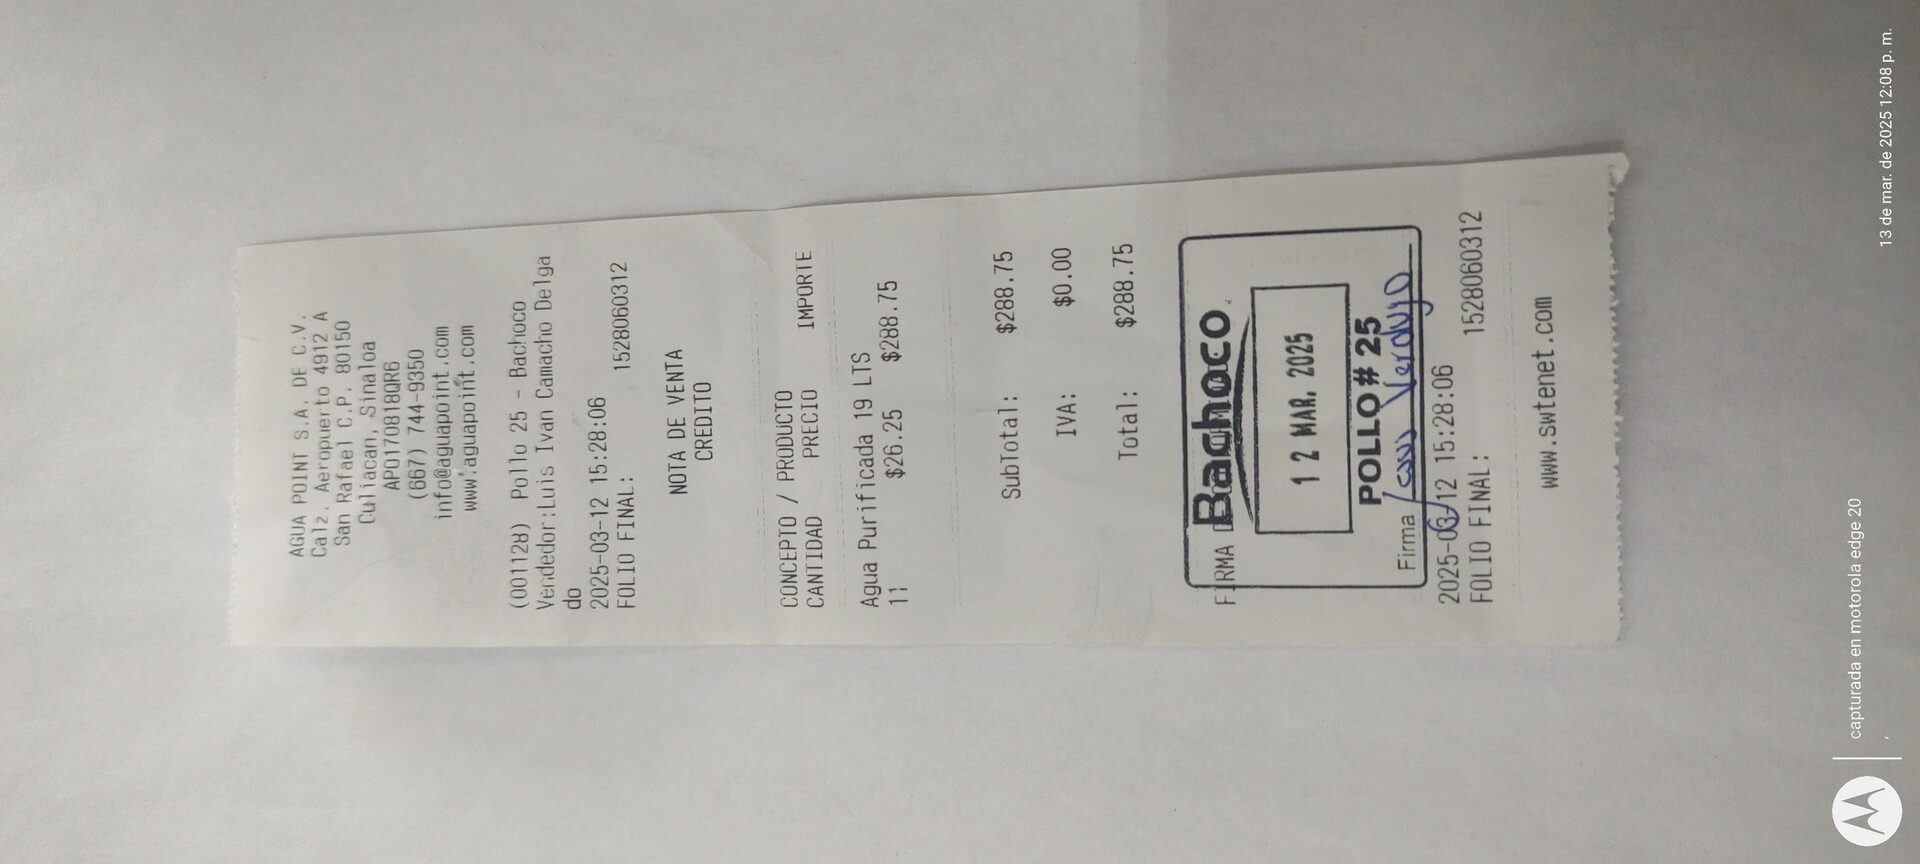 AGUA POINT S.A. DE C.V.
Calz. Aeropuerto 4912 A
San Rafael C.P. 80150
Culiacan, Sinaloa
APO170818QR6
(667) 744-9350
info@aguapoint.com
www.aguapoint.com
(001128) Pollo 25 - Bachoco
Vendedor:Luis Ivan Camacho Delga
do
2025-03-12 15:28:06
FOLIO FINAL: 1528060312
NOTA DE VENTA
CREDITO
CONCEPTO / PRODUCTO
CANTIDAD PRECIO IMPORTE
Agua Purificada 19 LTS
11 $26.25 $288.75
SubTotal: $288.75
IVA: $0.00
Total: $288.75
FIRMA
Bachoco
12 MAR. 2025
POLLO # 25
Firma Verdugo
2025-03-12 15:28:06
FOLIO FINAL: 1528060312
www.swtenet.com
capturada en motorola edge 20
13 de mar. de 2025 12:08 p. m.